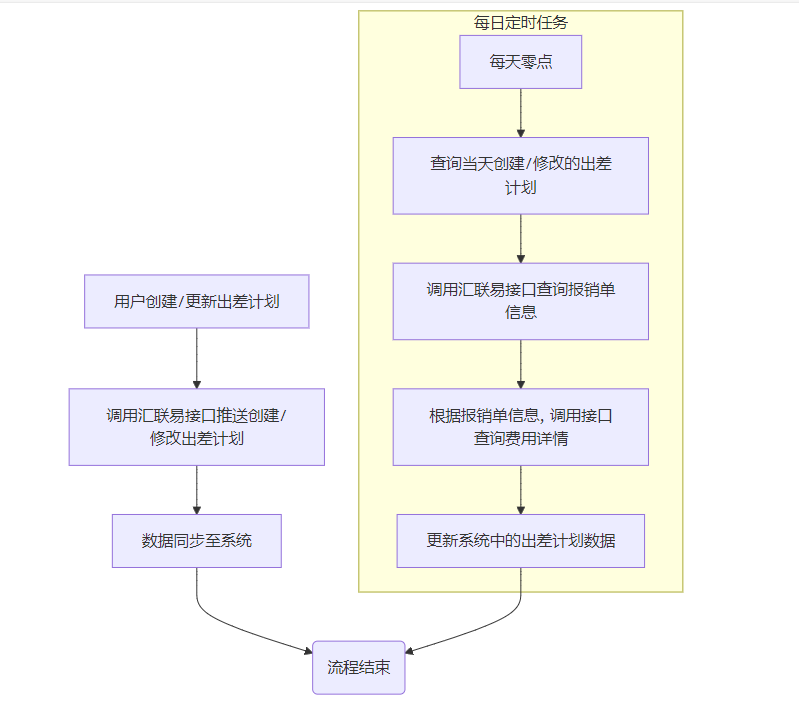 每日定时任务
每天零点
查询当天创建/修改的出差
计划
调用汇联易接口查询报销单
信息
根据报销单信息, 调用接口
查询费用详情
更新系统中的出差计划数据
用户创建/更新出差计划
调用汇联易接口推送创建/
修改出差计划
数据同步至系统
流程结束